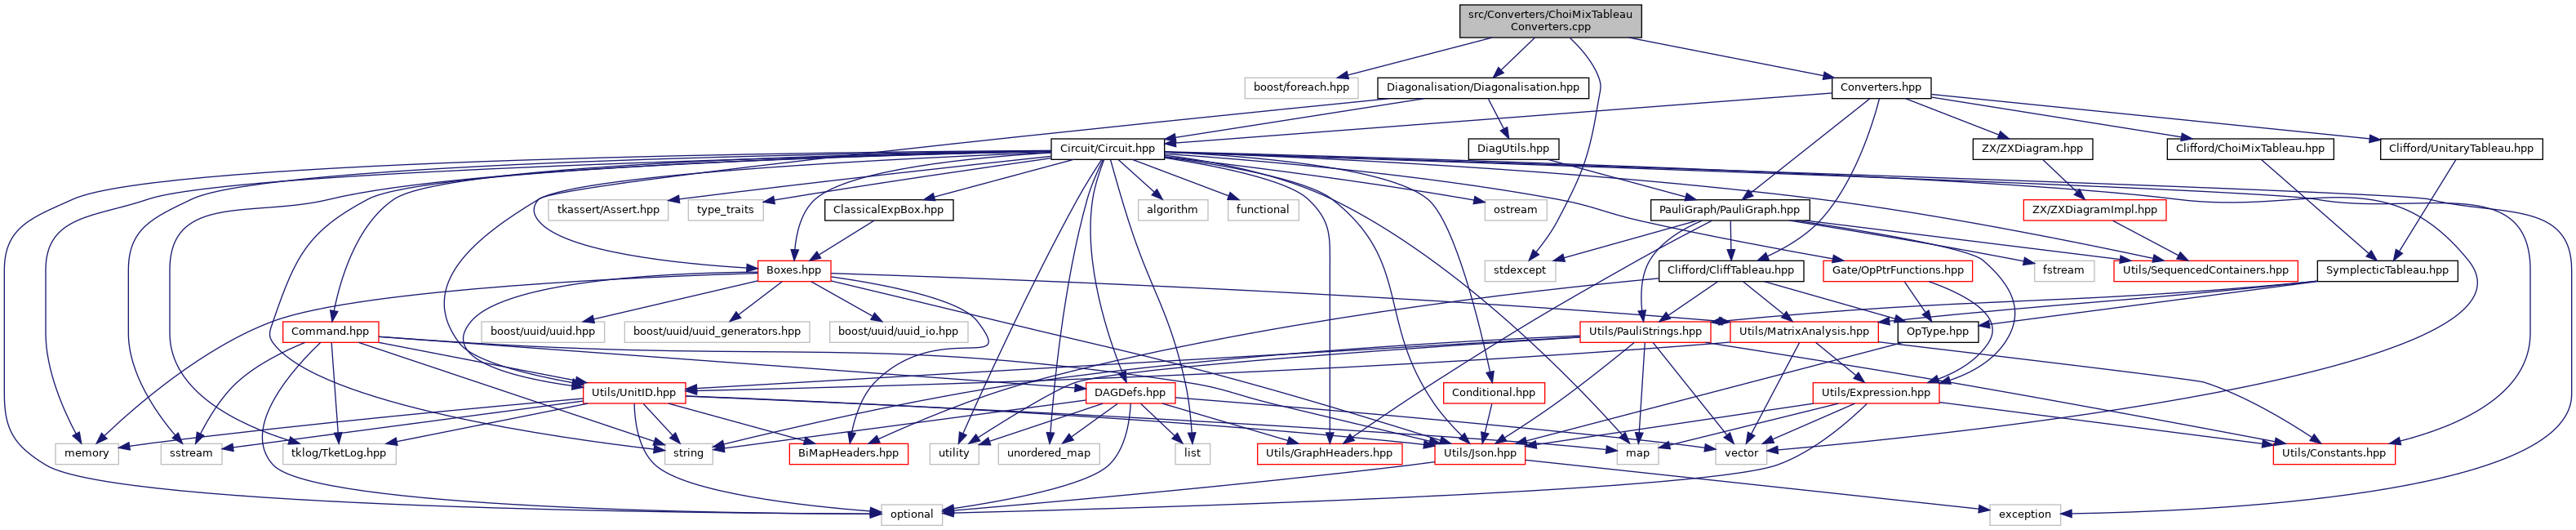 src/Converters/ChoiMixTableau
Converters.cpp
boost/foreach.hpp
Diagonalisation/Diagonalisation.hpp
Converters.hpp
Circuit/Circuit.hpp
DiagUtils.hpp
ZX/ZXDiagram.hpp
Clifford/ChoiMixTableau.hpp
Clifford/UnitaryTableau.hpp
tkassert/Assert.hpp
type_traits
ClassicalExpBox.hpp
algorithm
functional
ostream
PauliGraph/PauliGraph.hpp
ZX/ZXDiagramImpl.hpp
Boxes.hpp
stdexcept
Clifford/CliffTableau.hpp
Gate/OpPtrFunctions.hpp
fstream
Utils/SequencedContainers.hpp
SymplecticTableau.hpp
Command.hpp
boost/uuid/uuid.hpp
boost/uuid/uuid_generators.hpp
boost/uuid/uuid_io.hpp
Utils/PauliStrings.hpp
Utils/MatrixAnalysis.hpp
OpType.hpp
Utils/UnitID.hpp
DAGDefs.hpp
Conditional.hpp
Utils/Expression.hpp
memory
sstream
tklog/TketLog.hpp
string
BiMapHeaders.hpp
utility
unordered_map
list
Utils/GraphHeaders.hpp
Utils/Json.hpp
map
vector
Utils/Constants.hpp
optional
exception